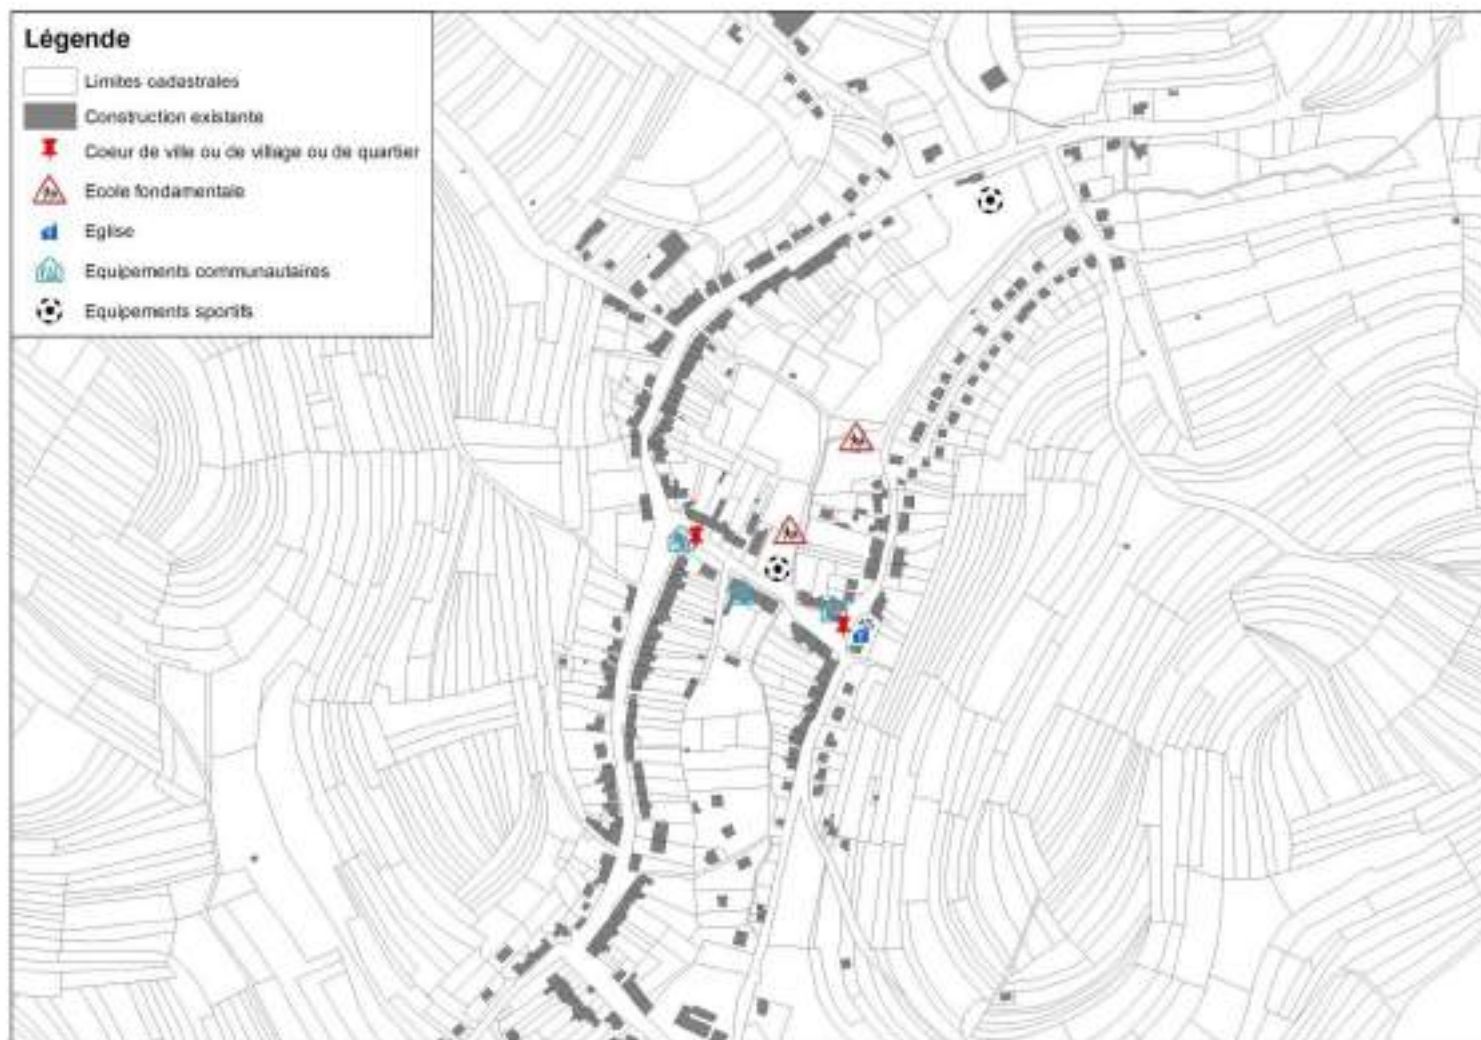 Légende
Limites cadastrales
Construction existante
Coeur de ville ou de village ou de quartier
Ecole fondamentale
Eglise
Equipements communautaires
Equipements sportifs